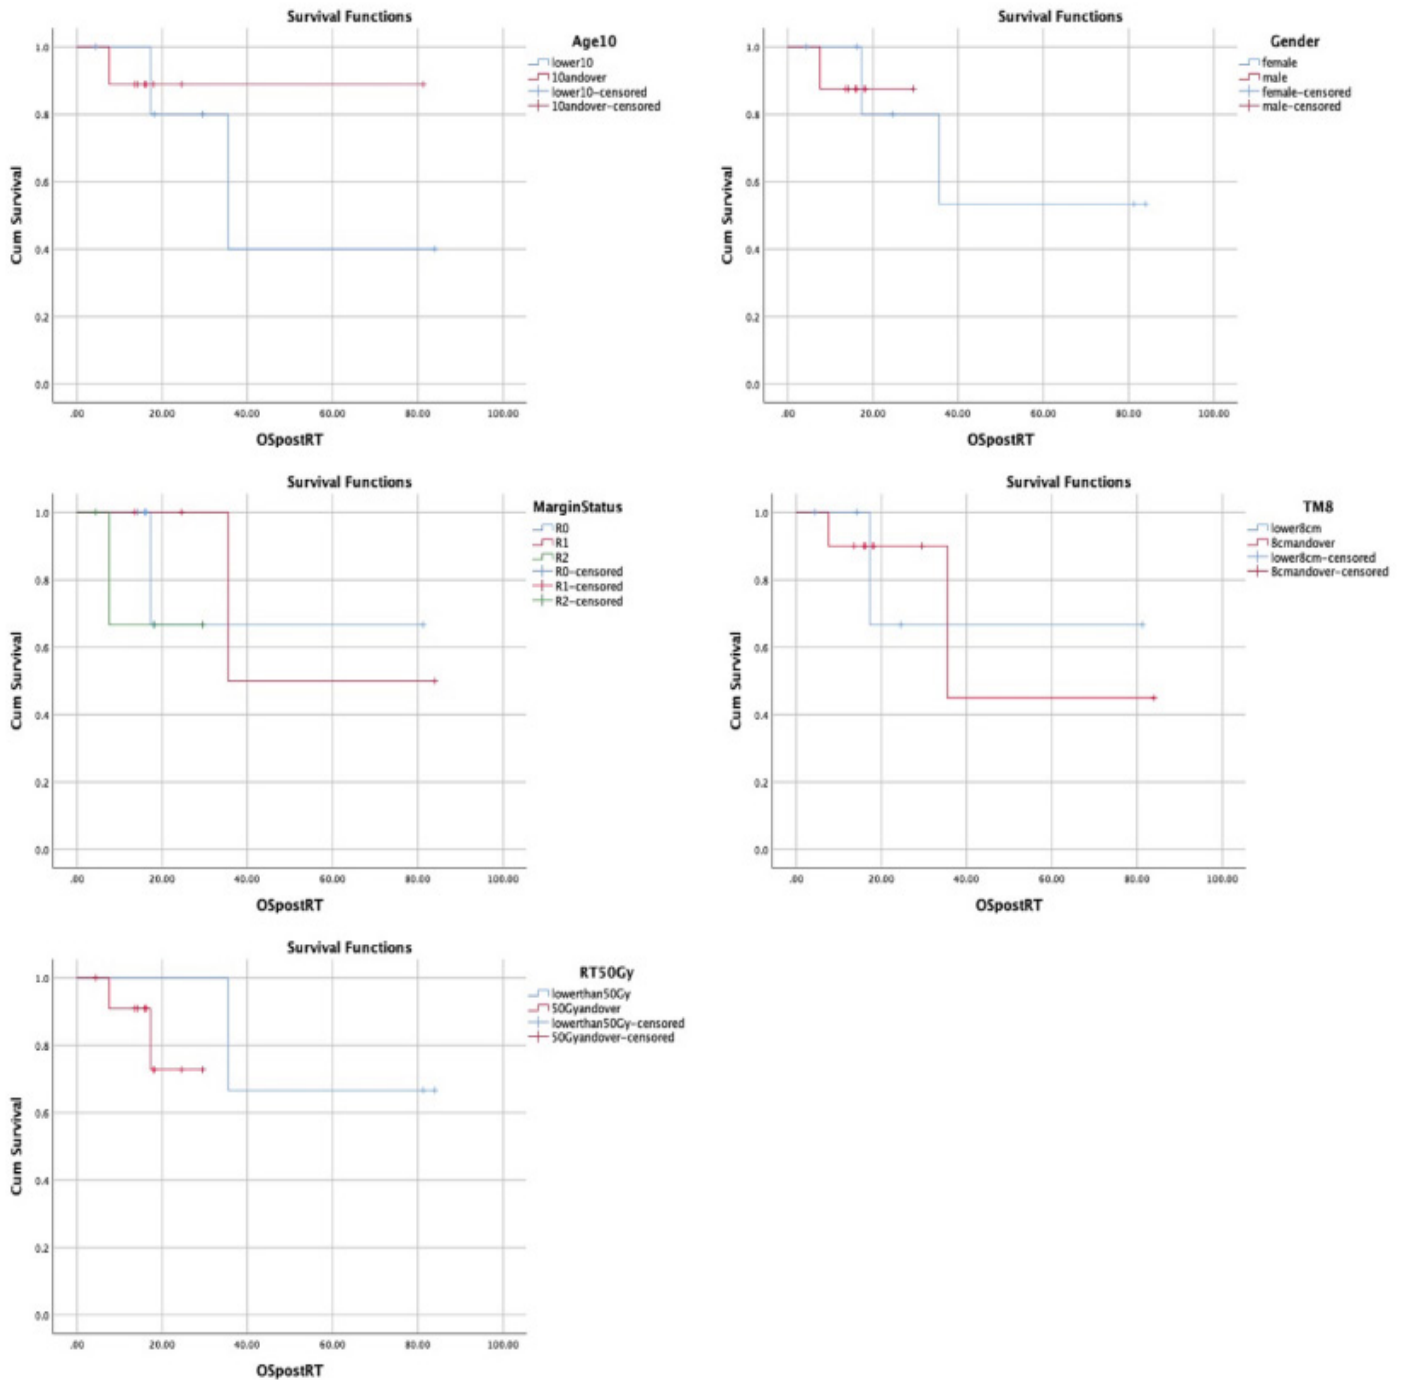 Survival Functions
Cum Survival
1.0
0.8
0.6
0.4
0.2
0.0
.00 20.00 40.00 60.00 80.00 100.00
OSpostRT
Age10
lower10
10andover
lower10-censored
10andover-censored
Survival Functions
Cum Survival
1.0
0.8
0.6
0.4
0.2
0.0
.00 20.00 40.00 60.00 80.00 100.00
OSpostRT
Gender
female
male
female-censored
male-censored
Survival Functions
Cum Survival
1.0
0.8
0.6
0.4
0.2
0.0
.00 20.00 40.00 60.00 80.00 100.00
OSpostRT
MarginStatus
R0
R1
R2
R0-censored
R1-censored
R2-censored
Survival Functions
Cum Survival
1.0
0.8
0.6
0.4
0.2
0.0
.00 20.00 40.00 60.00 80.00 100.00
OSpostRT
TM8
lower8cm
8cmandover
lower8cm-censored
8cmandover-censored
Survival Functions
Cum Survival
1.0
0.8
0.6
0.4
0.2
0.0
.00 20.00 40.00 60.00 80.00 100.00
OSpostRT
RT50Gy
lowerthan50Gy
50Gyandover
lowerthan50Gy-censored
50Gyandover-censored